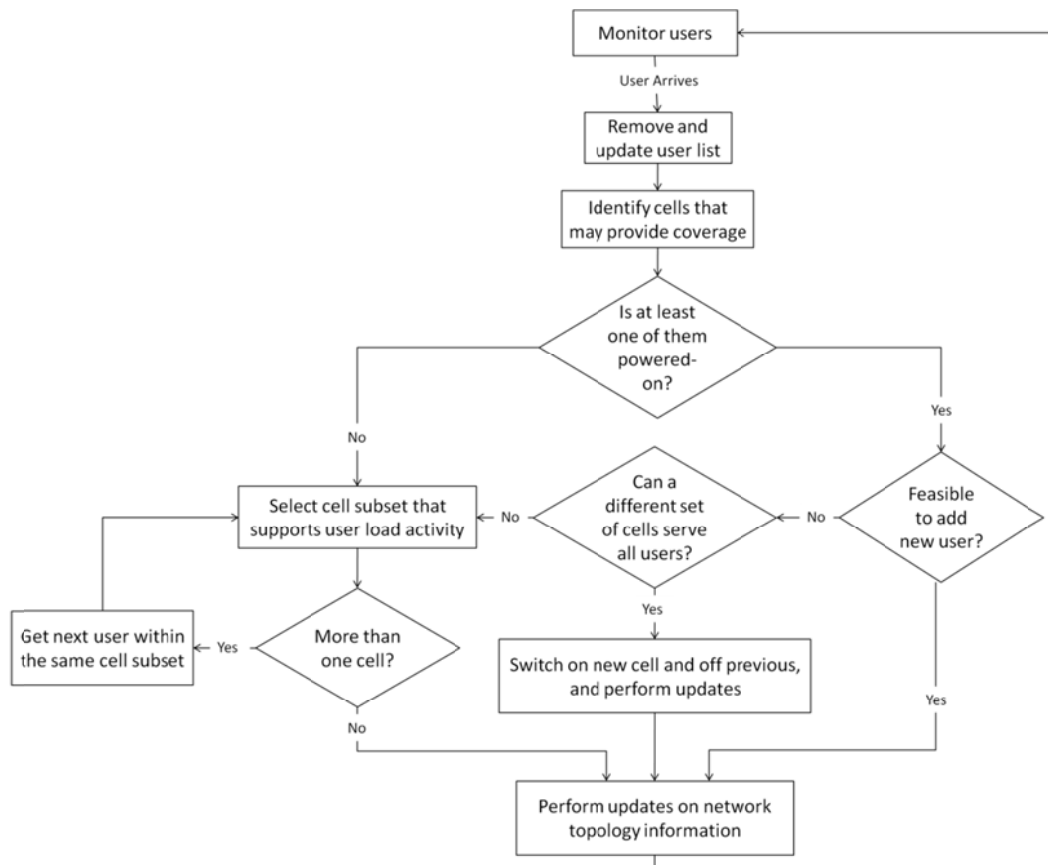 Monitor users
User Arrives
Remove and
update user list
Identify cells that
may provide coverage
Is at least
one of them
powered-
on?
No
Yes
Select cell subset that
supports user load activity
No
Can a
different set
of cells serve
all users?
No
Feasible
to add
new user?
Get next user within
the same cell subset
Yes
More than
one cell?
Yes
Switch on new cell and off previous,
and perform updates
Yes
No
Perform updates on network
topology information